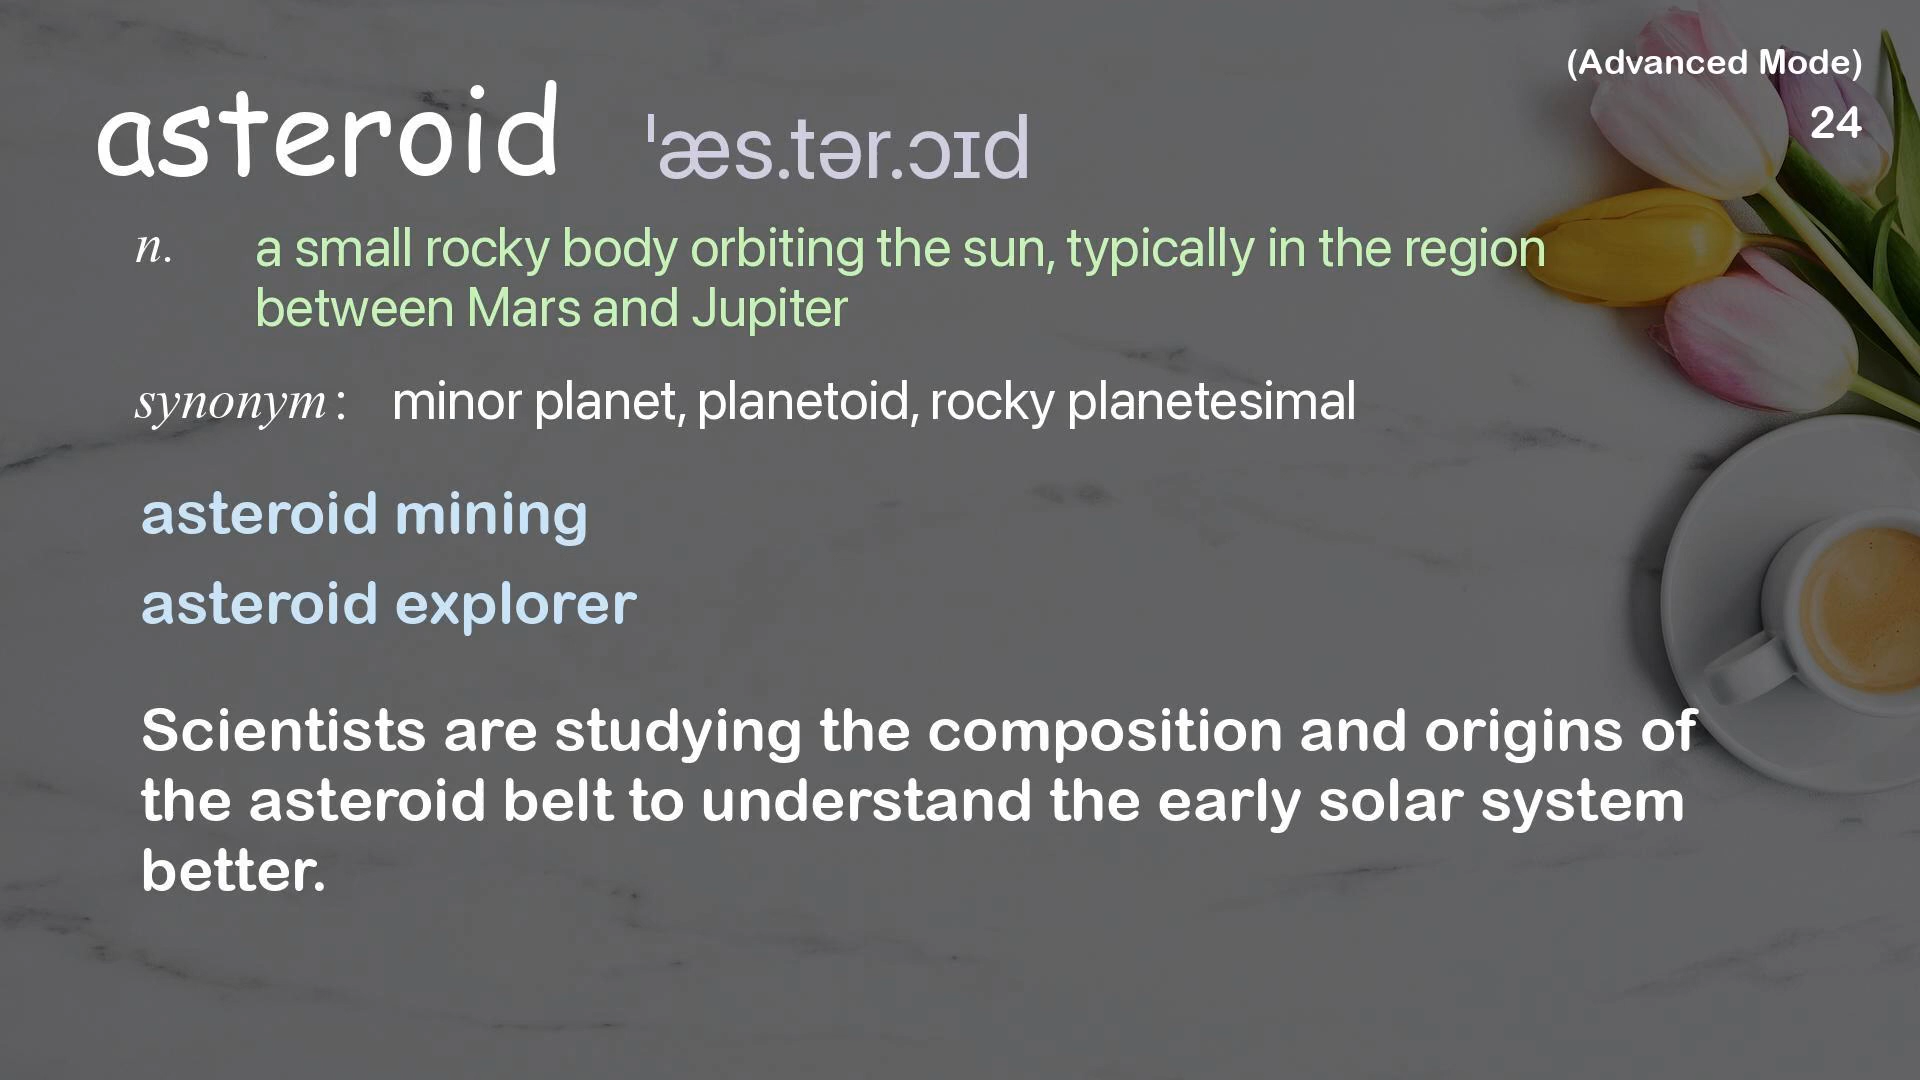 (Advanced Mode)
24
asteroid ˈæs.tər.ɔɪd
n. a small rocky body orbiting the sun, typically in the region
between Mars and Jupiter
synonym: minor planet, planetoid, rocky planetesimal
asteroid mining
asteroid explorer
Scientists are studying the composition and origins of
the asteroid belt to understand the early solar system
better.